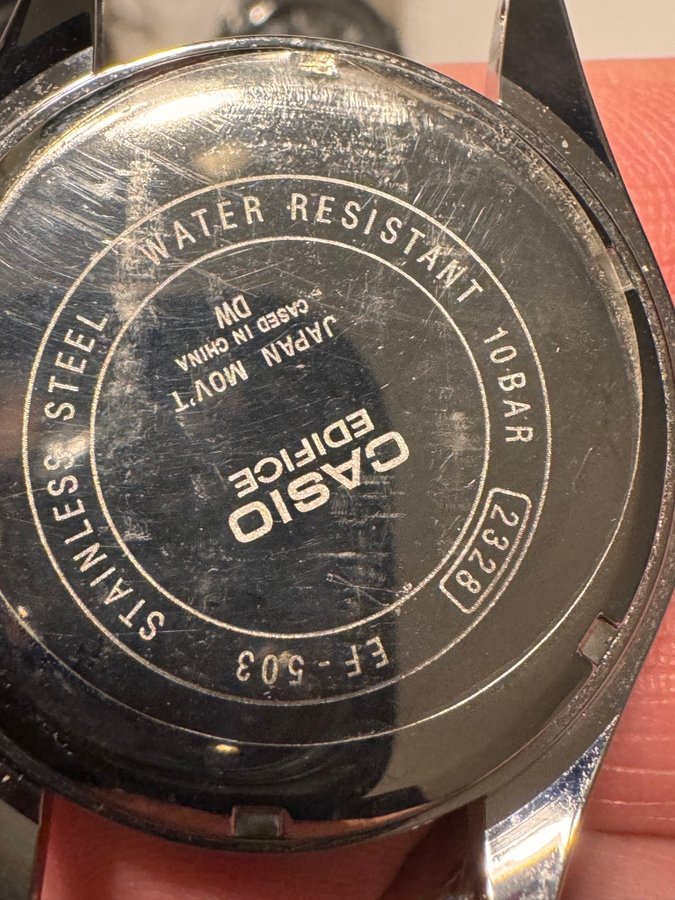 CASIO
EDIFICE
JAPAN MOV'T
CASED IN CHINA
DW
STAINLESS STEEL WATER RESISTANT 10BAR
2328
EF-503